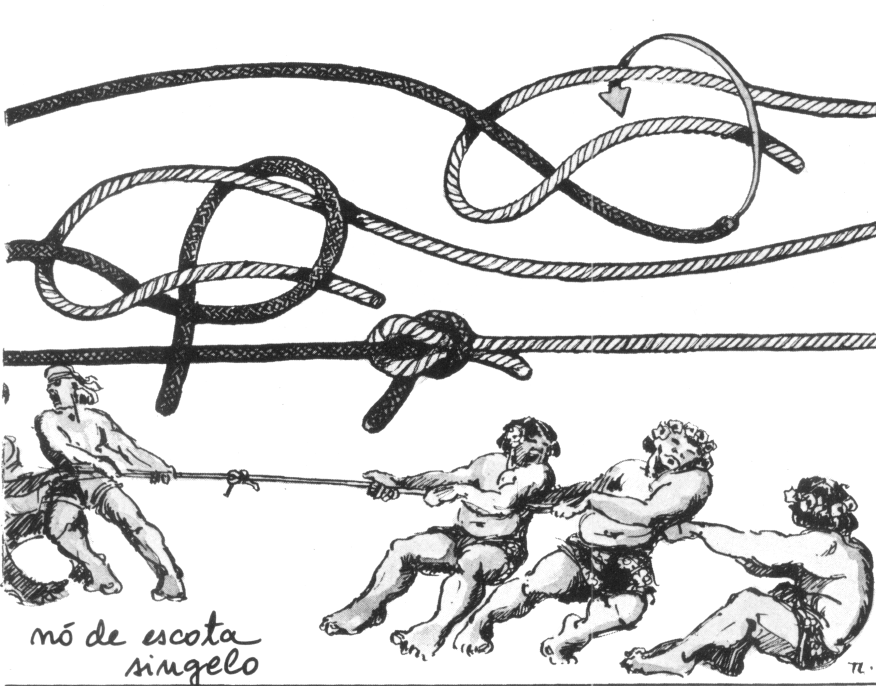 nó de escota
singelo
π.